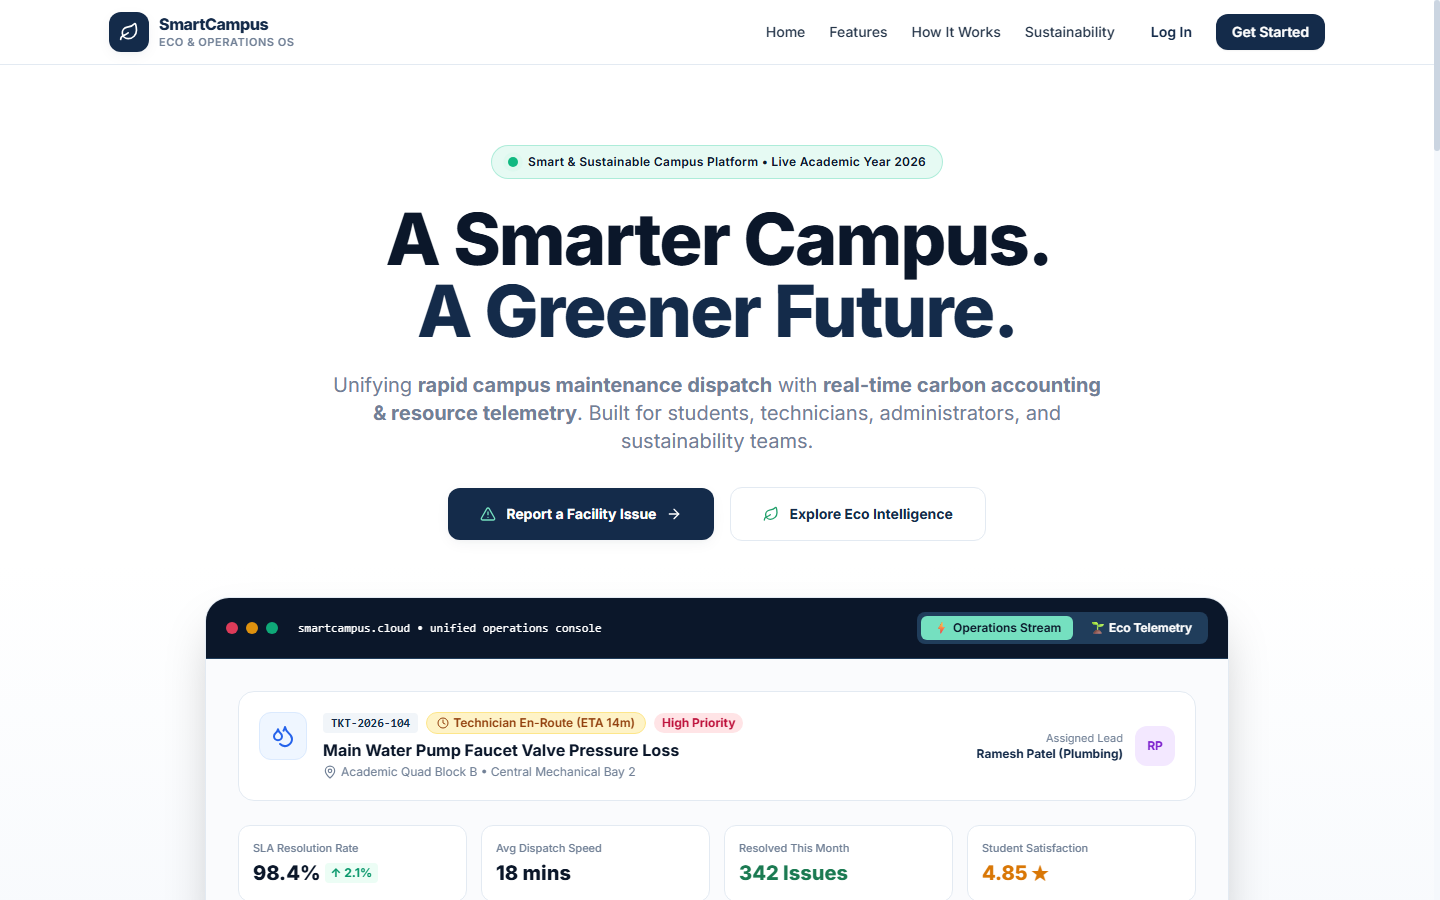 SmartCampus
ECO & OPERATIONS OS
Home
Features
How It Works
Sustainability
Log In
Get Started
Smart & Sustainable Campus Platform • Live Academic Year 2026
A Smarter Campus.
A Greener Future.
Unifying rapid campus maintenance dispatch with real-time carbon accounting
& resource telemetry. Built for students, technicians, administrators, and
sustainability teams.
Report a Facility Issue →
Explore Eco Intelligence
smartcampus.cloud • unified operations console
Operations Stream
Eco Telemetry
TKT-2026-104
Technician En-Route (ETA 14m)
High Priority
Main Water Pump Faucet Valve Pressure Loss
Academic Quad Block B • Central Mechanical Bay 2
Assigned Lead
Ramesh Patel (Plumbing)
RP
SLA Resolution Rate
98.4% ↑ 2.1%
Avg Dispatch Speed
18 mins
Resolved This Month
342 Issues
Student Satisfaction
4.85 ★